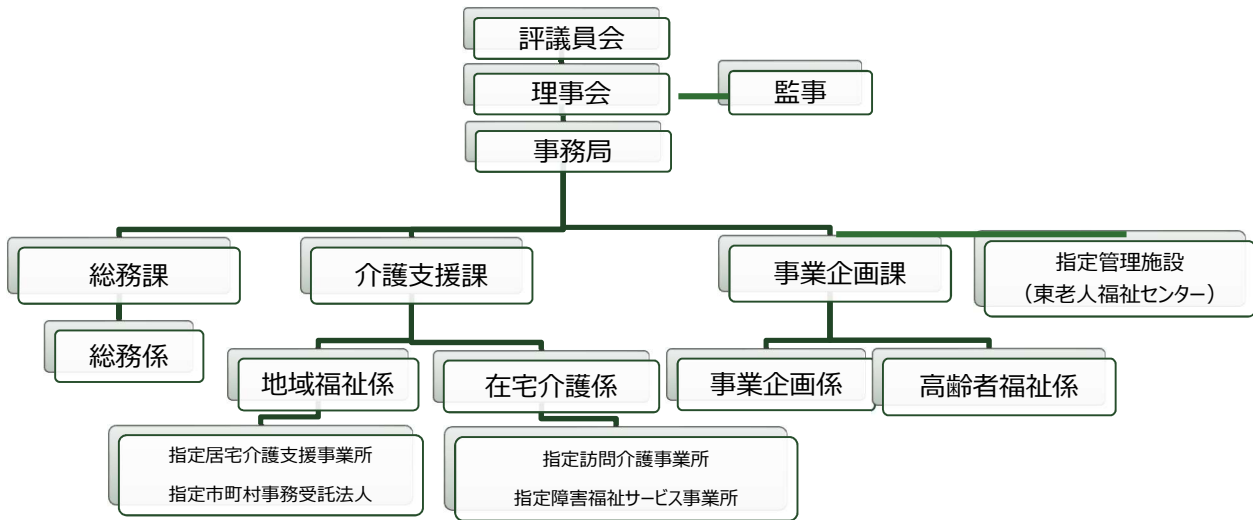 評議員会
理事会
監事
事務局
総務課
介護支援課
事業企画課
指定管理施設
（東老人福祉センター）
総務係
地域福祉係
在宅介護係
事業企画係
高齢者福祉係
指定居宅介護支援事業所
指定市町村事務受託法人
指定訪問介護事業所
指定障害福祉サービス事業所